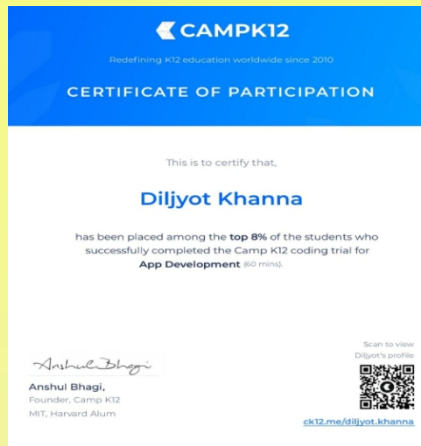 CAMPK12
Redefining K12 education worldwide since 2010
CERTIFICATE OF PARTICIPATION
This is to certify that,
Diljyot Khanna
has been placed among the top 8% of the students who
successfully completed the Camp K12 coding trial for
App Development (60 mins).
Scan to view
Diljyot's profile
Anshul Bhagi
Anshul Bhagi,
Founder, Camp K12
MIT, Harvard Alum
ck12.me/diljyot.khanna